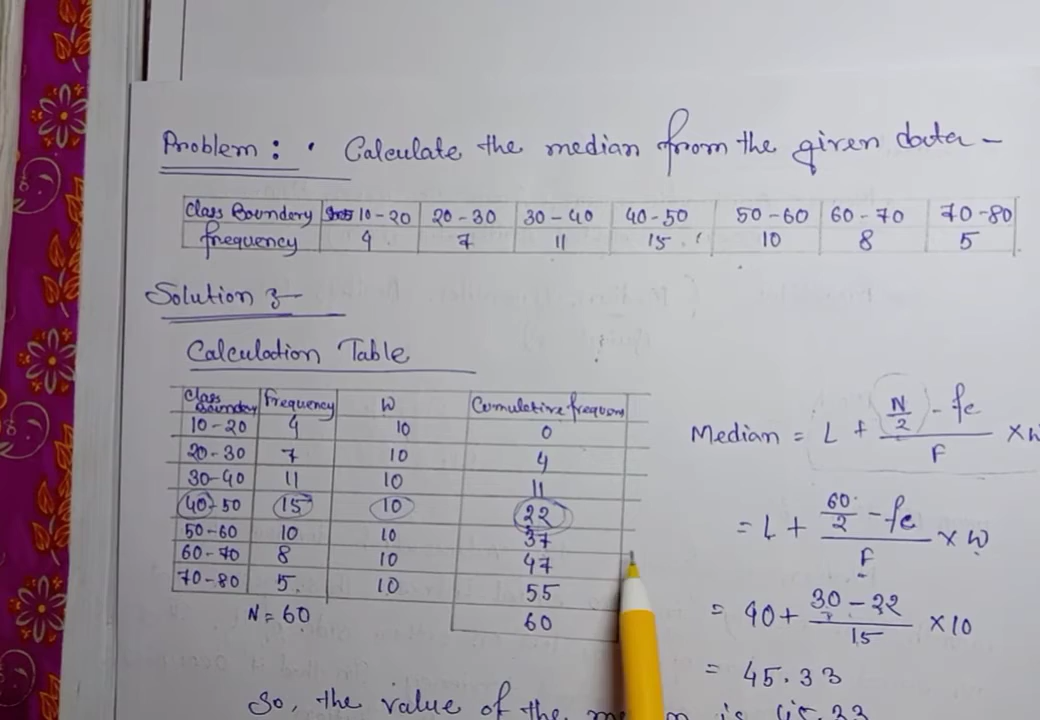 Problem : • Calculate the median from the given data -
Class Boundary 10-20 20-30 30-40 40-50 50-60 60-70 70-80
frequency 4 7 11 15 10 8 5
Solution :-
Calculation Table
Class Boundary Frequency W Cumulative frequency
10-20 4 10 0
20-30 7 10 4
30-40 11 10 11
40-50 15 10 22
50-60 10 10 37
60-70 8 10 47
70-80 5 10 55
N = 60 60
Median = L + (N/2 - fc)/F × W
= L + (60/2 - fc)/F × W
= 40 + (30 - 22)/15 × 10
= 45.33
So, the value of the is 45.33